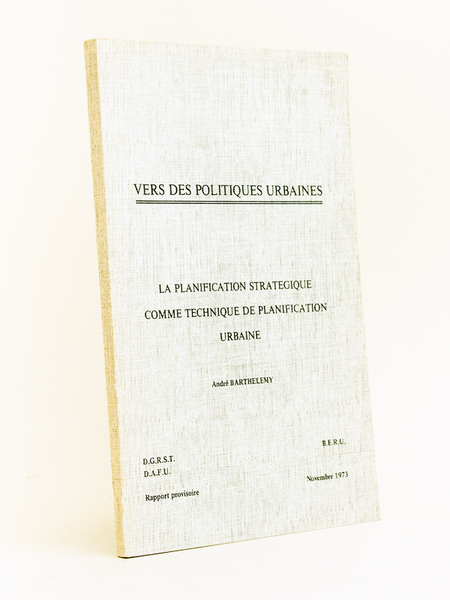 VERS DES POLITIQUES URBAINES
LA PLANIFICATION STRATEGIQUE
COMME TECHNIQUE DE PLANIFICATION
URBAINE
André BARTHELEMY
D.G.R.S.T.
D.A.F.U.
B.E.R.U.
Rapport provisoire
Novembre 1973